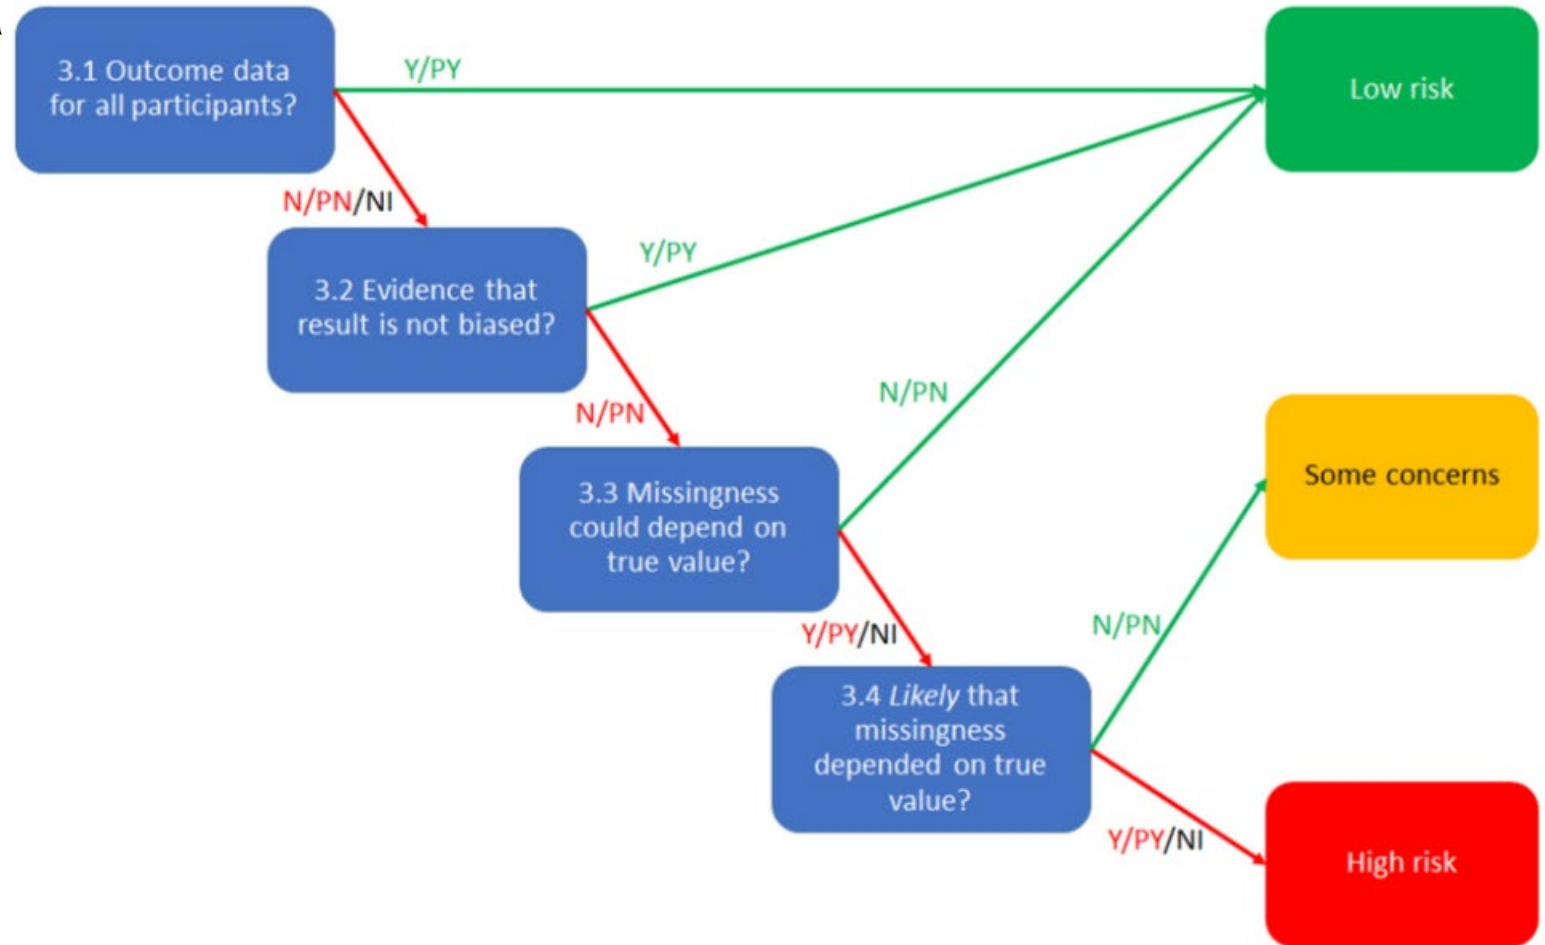 3.1 Outcome data
for all participants?
Y/PY
Low risk
N/PN/NI
3.2 Evidence that
result is not biased?
Y/PY
N/PN
N/PN
3.3 Missingness
could depend on
true value?
Some concerns
Y/PY/NI
N/PN
3.4 Likely that
missingness
depended on true
value?
Y/PY/NI
High risk